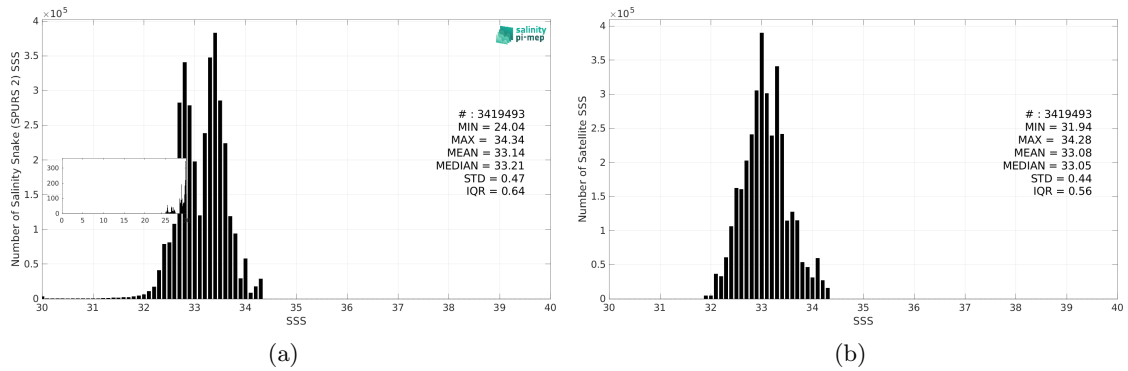 ×10⁵
4
3.5
3
2.5
2
1.5
1
0.5
0
Number of Salinity Snake (SPURS 2) SSS
salinity
pi-mep
# : 3419493
MIN = 24.04
MAX = 34.34
MEAN = 33.14
MEDIAN = 33.21
STD = 0.47
IQR = 0.64
300
200
100
0
0 5 10 15 20 25
30 31 32 33 34 35 36 37 38 39 40
SSS
(a)
×10⁵
4
3.5
3
2.5
2
1.5
1
0.5
0
Number of Satellite SSS
# : 3419493
MIN = 31.94
MAX = 34.28
MEAN = 33.08
MEDIAN = 33.05
STD = 0.44
IQR = 0.56
30 31 32 33 34 35 36 37 38 39 40
SSS
(b)